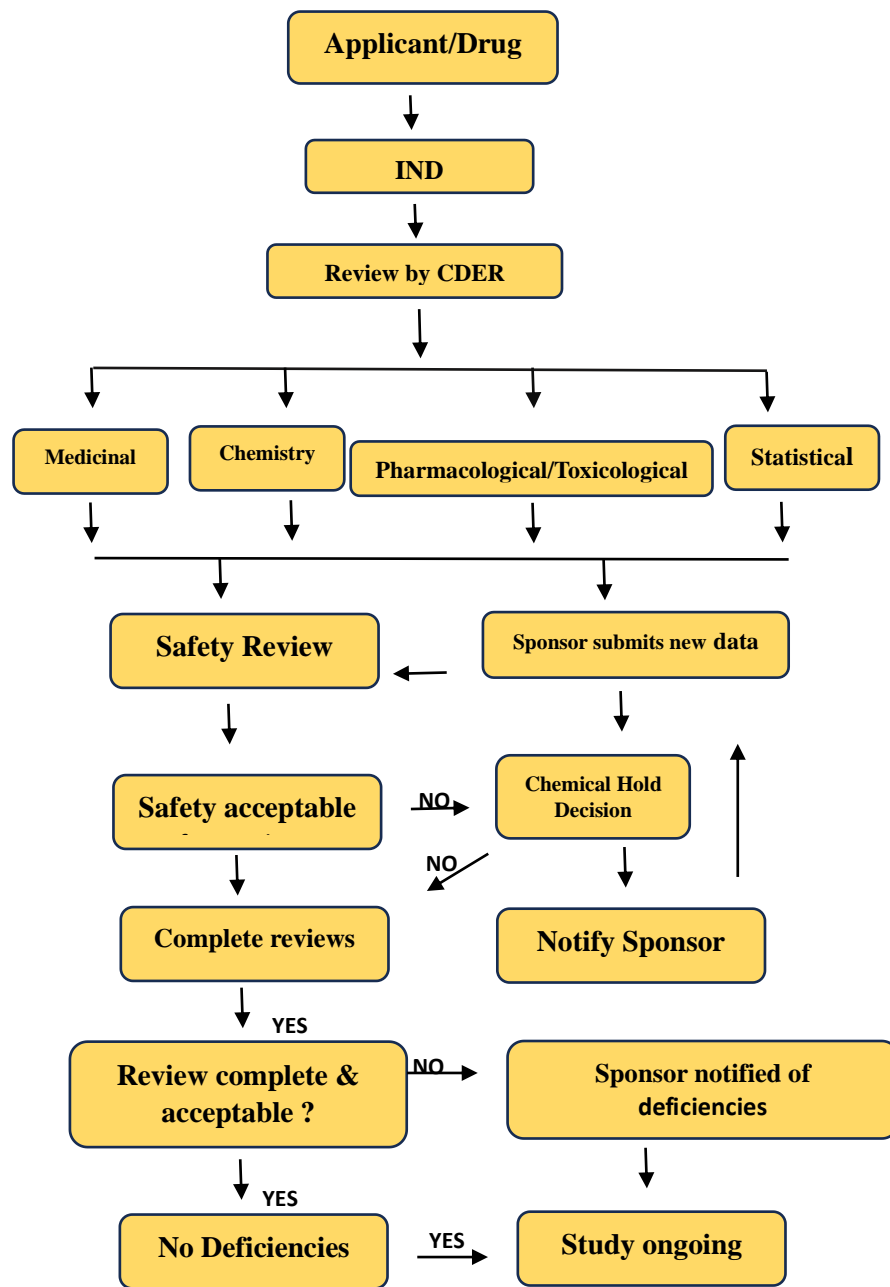 Applicant/Drug
IND
Review by CDER
Medicinal
Chemistry
Pharmacological/Toxicological
Statistical
Safety Review
Sponsor submits new data
Safety acceptable
NO
Chemical Hold
Decision
NO
Complete reviews
Notify Sponsor
YES
Review complete &
acceptable ?
NO
Sponsor notified of
deficiencies
YES
No Deficiencies
YES
Study ongoing